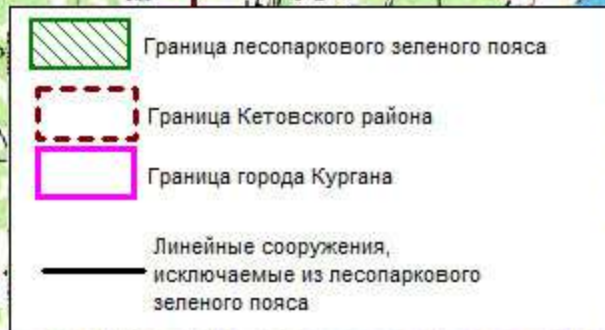 Граница лесопаркового зеленого пояса
Граница Кетовского района
Граница города Кургана
Линейные сооружения,
исключаемые из лесопаркового
зеленого пояса